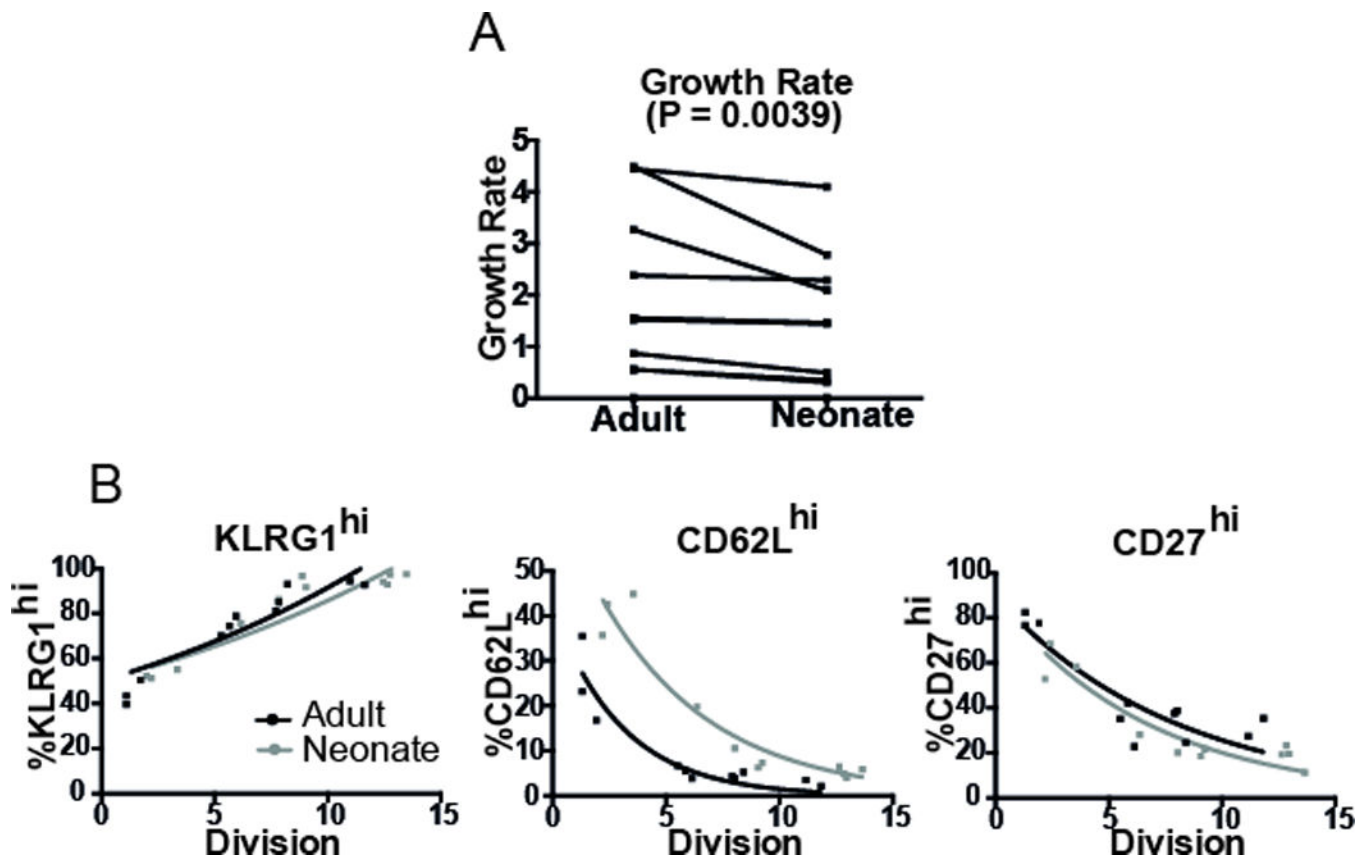 A
Growth Rate
(P = 0.0039)
Growth Rate
5
4
3
2
1
0
Adult
Neonate
B
KLRG1hi
%KLRG1hi
100
80
60
40
20
0
0
5
10
15
Division
Adult
Neonate
CD62Lhi
%CD62Lhi
50
40
30
20
10
0
0
5
10
15
Division
CD27hi
%CD27hi
100
80
60
40
20
0
0
5
10
15
Division